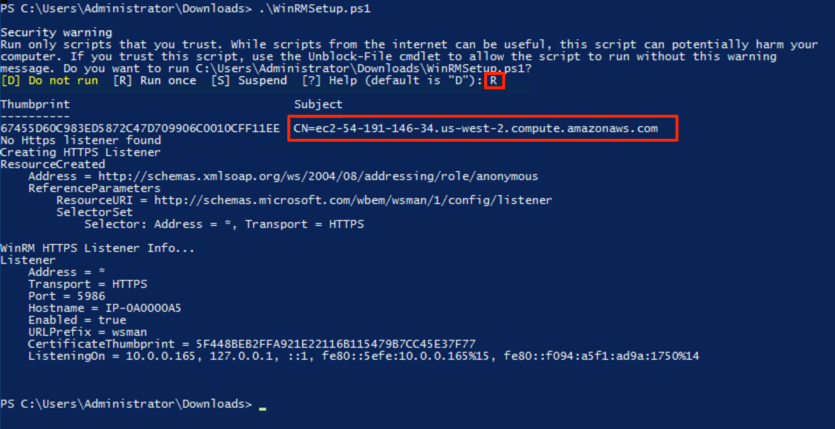 PS C:\Users\Administrator\Downloads> .\WinRMSetup.ps1
Security warning
Run only scripts that you trust. While scripts from the internet can be useful, this script can potentially harm your
computer. If you trust this script, use the Unblock-File cmdlet to allow the script to run without this warning
message. Do you want to run C:\Users\Administrator\Downloads\WinRMSetup.ps1?
[D] Do not run  [R] Run once  [S] Suspend  [?] Help (default is "D"): R
Thumbprint                                Subject
----------
67455D60C983ED5872C47D709906C0010CFF11EE  CN=ec2-54-191-146-34.us-west-2.compute.amazonaws.com
No Https listener found
Creating HTTPS Listener
ResourceCreated
    Address = http://schemas.xmlsoap.org/ws/2004/08/addressing/role/anonymous
    ReferenceParameters
        ResourceURI = http://schemas.microsoft.com/wbem/wsman/1/config/listener
        SelectorSet
            Selector: Address = *, Transport = HTTPS
WinRM HTTPS Listener Info...
Listener
    Address = *
    Transport = HTTPS
    Port = 5986
    Hostname = IP-0A0000A5
    Enabled = true
    URLPrefix = wsman
    CertificateThumbprint = 5F448BEB2FFA921E22116B115479B7CC45E37F77
    ListeningOn = 10.0.0.165, 127.0.0.1, ::1, fe80::5efe:10.0.0.165%15, fe80::f094:a5f1:ad9a:1750%14
PS C:\Users\Administrator\Downloads> _